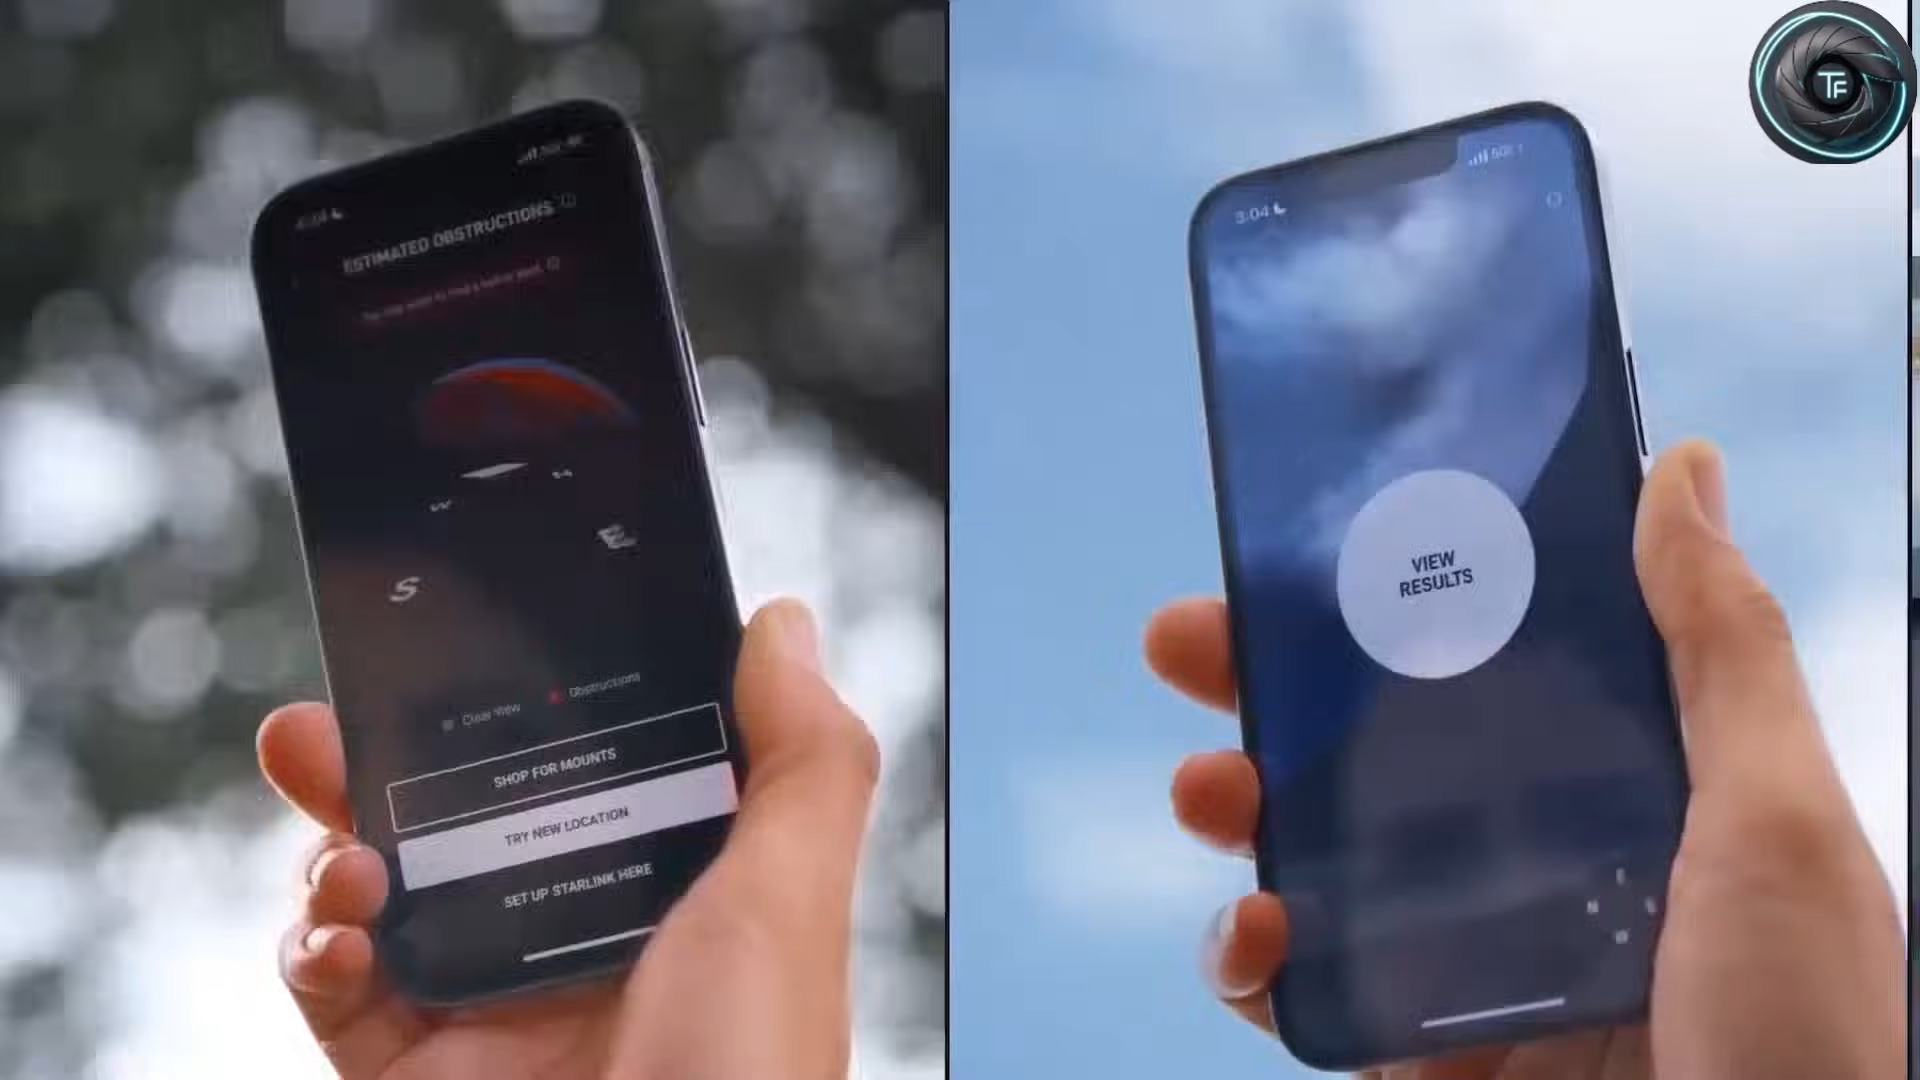 ESTIMATED OBSTRUCTIONS
S
Clear View
Obstructions
SHOP FOR MOUNTS
TRY NEW LOCATION
SET UP STARLINK HERE
3:04
VIEW
RESULTS
TF